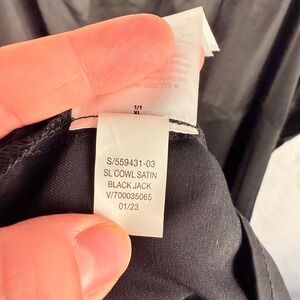 1/1
XL
S/559431-03
SL COWL SATIN
BLACK JACK
V/700035065
01/23